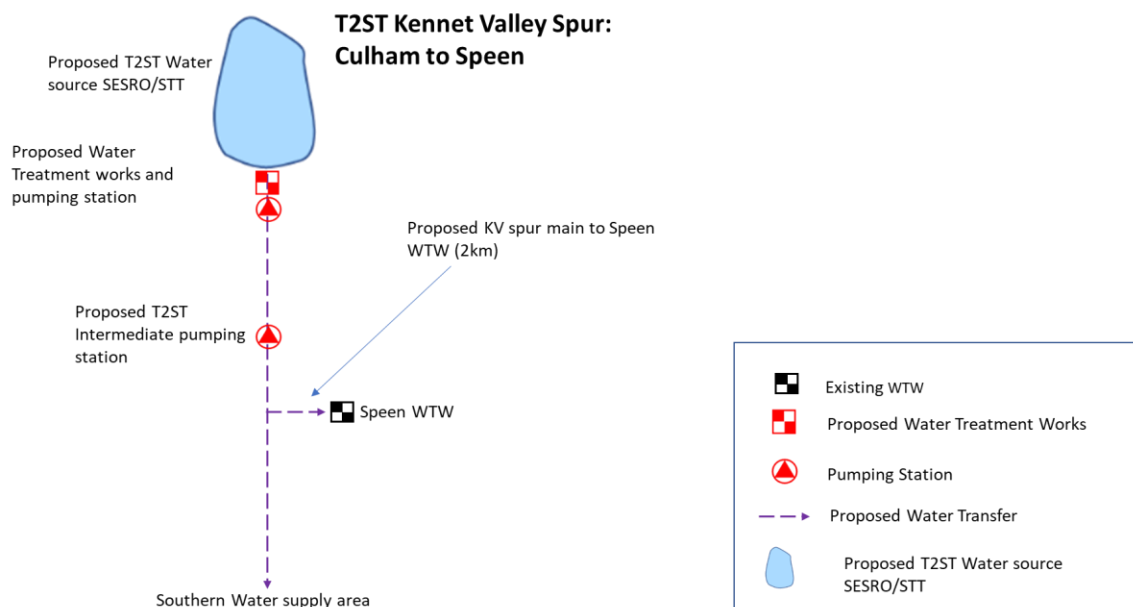 T2ST Kennet Valley Spur:
Culham to Speen
Proposed T2ST Water
source SESRO/STT
Proposed Water
Treatment works and
pumping station
Proposed KV spur main to Speen
WTW (2km)
Proposed T2ST
Intermediate pumping
station
Speen WTW
Southern Water supply area
Existing WTW
Proposed Water Treatment Works
Pumping Station
Proposed Water Transfer
Proposed T2ST Water source
SESRO/STT